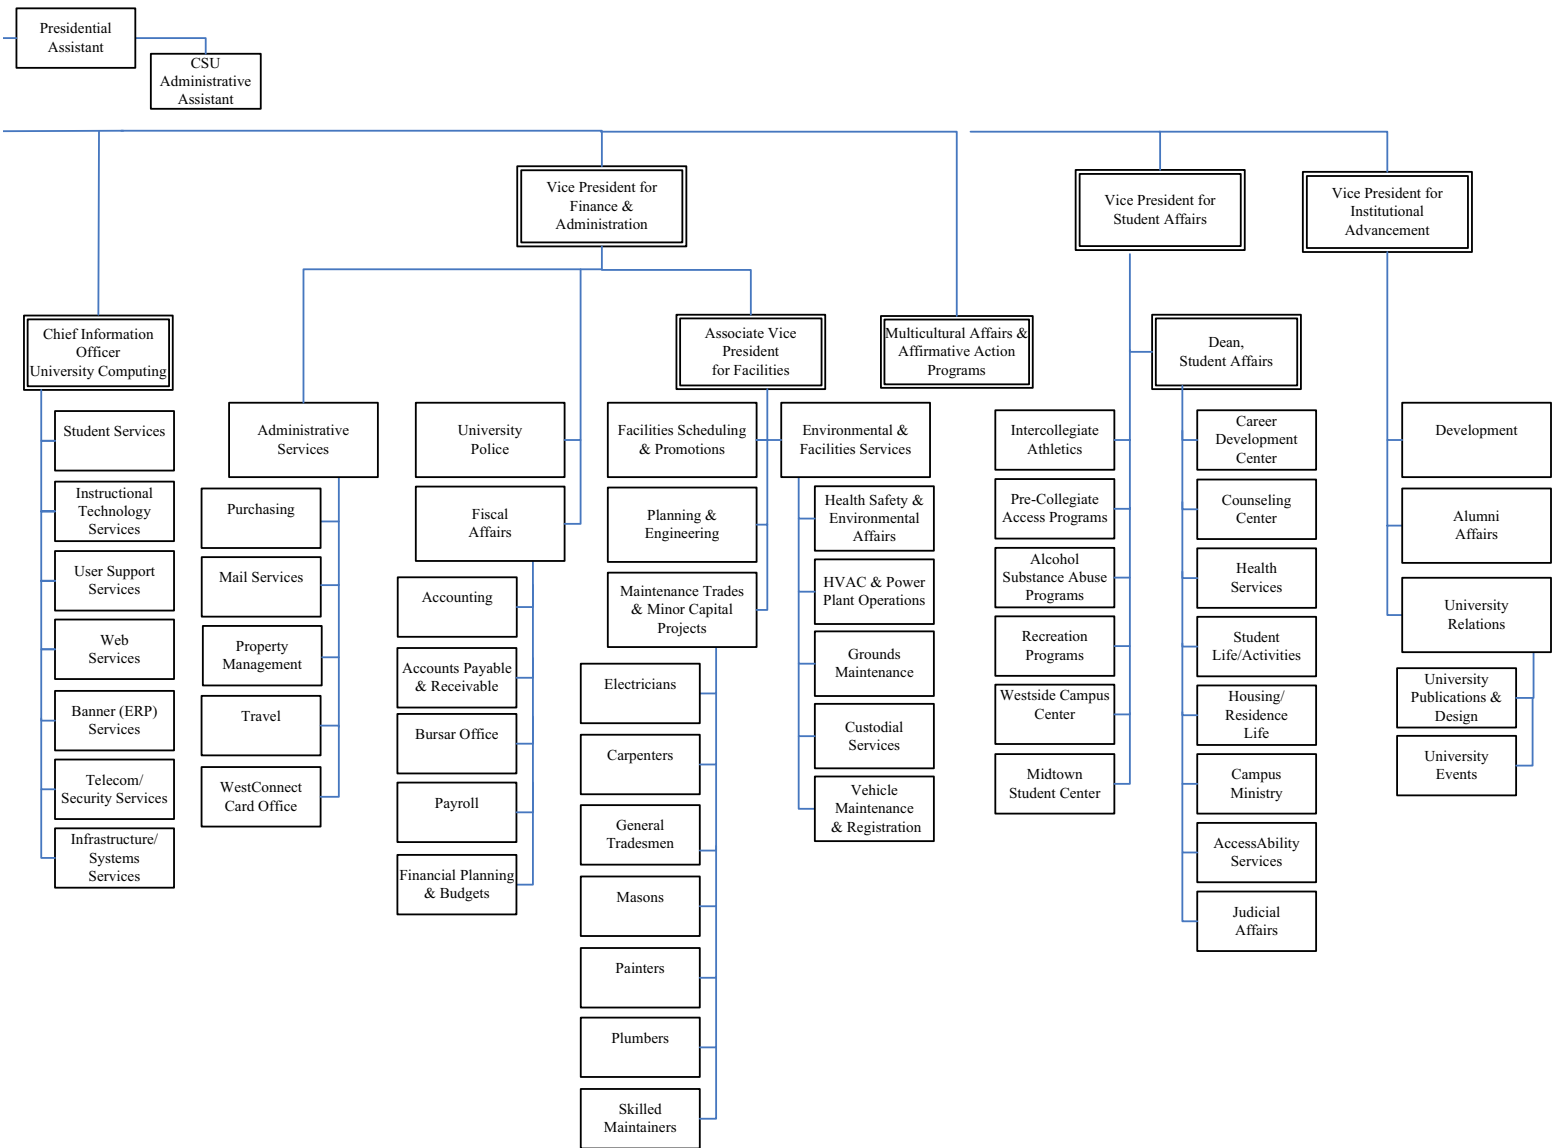 Presidential
Assistant
CSU
Administrative
Assistant
Vice President for
Finance &
Administration
Vice President for
Student Affairs
Vice President for
Institutional
Advancement
Chief Information
Officer
University Computing
Associate Vice
President
for Facilities
Multicultural Affairs &
Affirmative Action
Programs
Dean,
Student Affairs
Student Services
Instructional
Technology
Services
User Support
Services
Web
Services
Banner (ERP)
Services
Telecom/
Security Services
Infrastructure/
Systems
Services
Administrative
Services
Purchasing
Mail Services
Property
Management
Travel
WestConnect
Card Office
University
Police
Fiscal
Affairs
Accounting
Accounts Payable
& Receivable
Bursar Office
Payroll
Financial Planning
& Budgets
Facilities Scheduling
& Promotions
Planning &
Engineering
Maintenance Trades
& Minor Capital
Projects
Electricians
Carpenters
General
Tradesmen
Masons
Painters
Plumbers
Skilled
Maintainers
Environmental &
Facilities Services
Health Safety &
Environmental
Affairs
HVAC & Power
Plant Operations
Grounds
Maintenance
Custodial
Services
Vehicle
Maintenance
& Registration
Intercollegiate
Athletics
Pre-Collegiate
Access Programs
Alcohol
Substance Abuse
Programs
Recreation
Programs
Westside Campus
Center
Midtown
Student Center
Career
Development
Center
Counseling
Center
Health
Services
Student
Life/Activities
Housing/
Residence
Life
Campus
Ministry
AccessAbility
Services
Judicial
Affairs
Development
Alumni
Affairs
University
Relations
University
Publications &
Design
University
Events